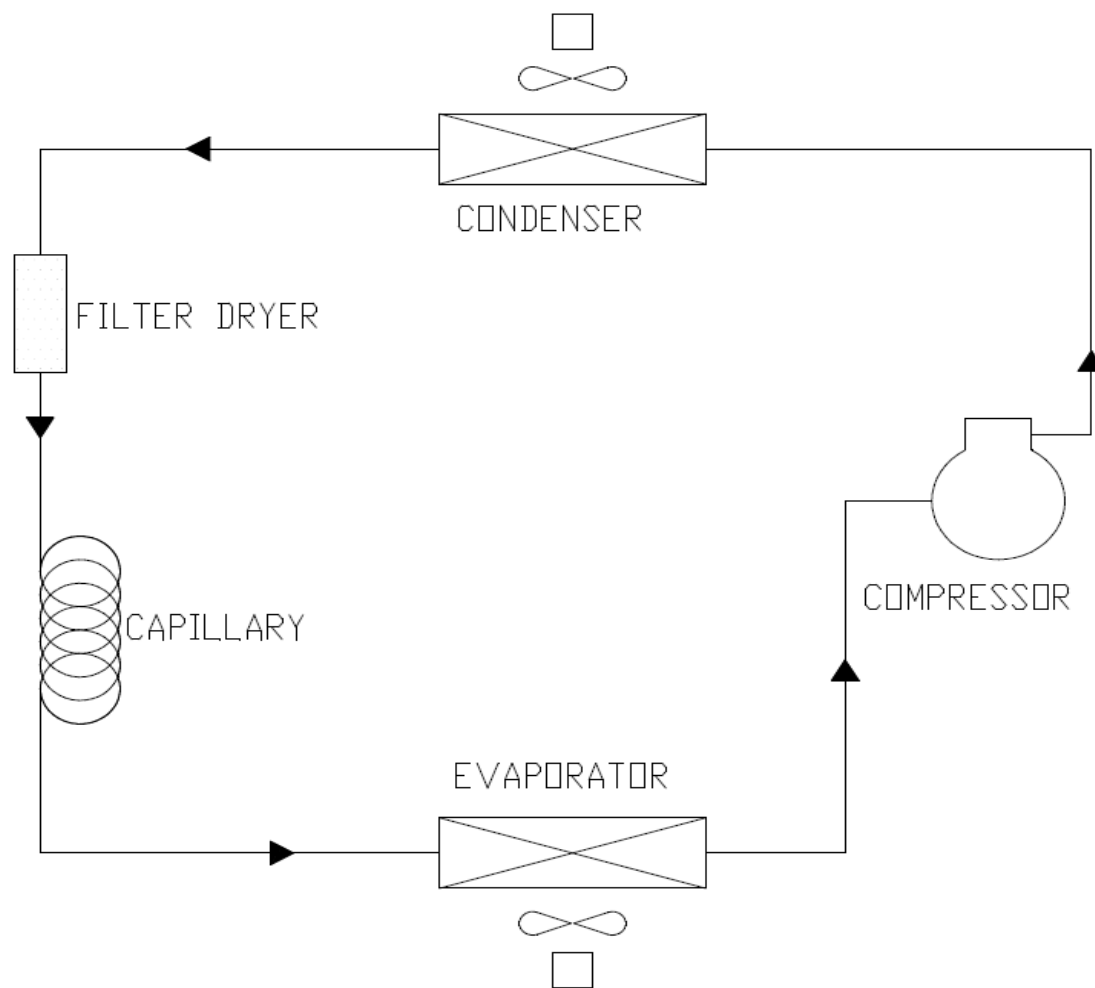 CONDENSER
FILTER DRYER
COMPRESSOR
CAPILLARY
EVAPORATOR